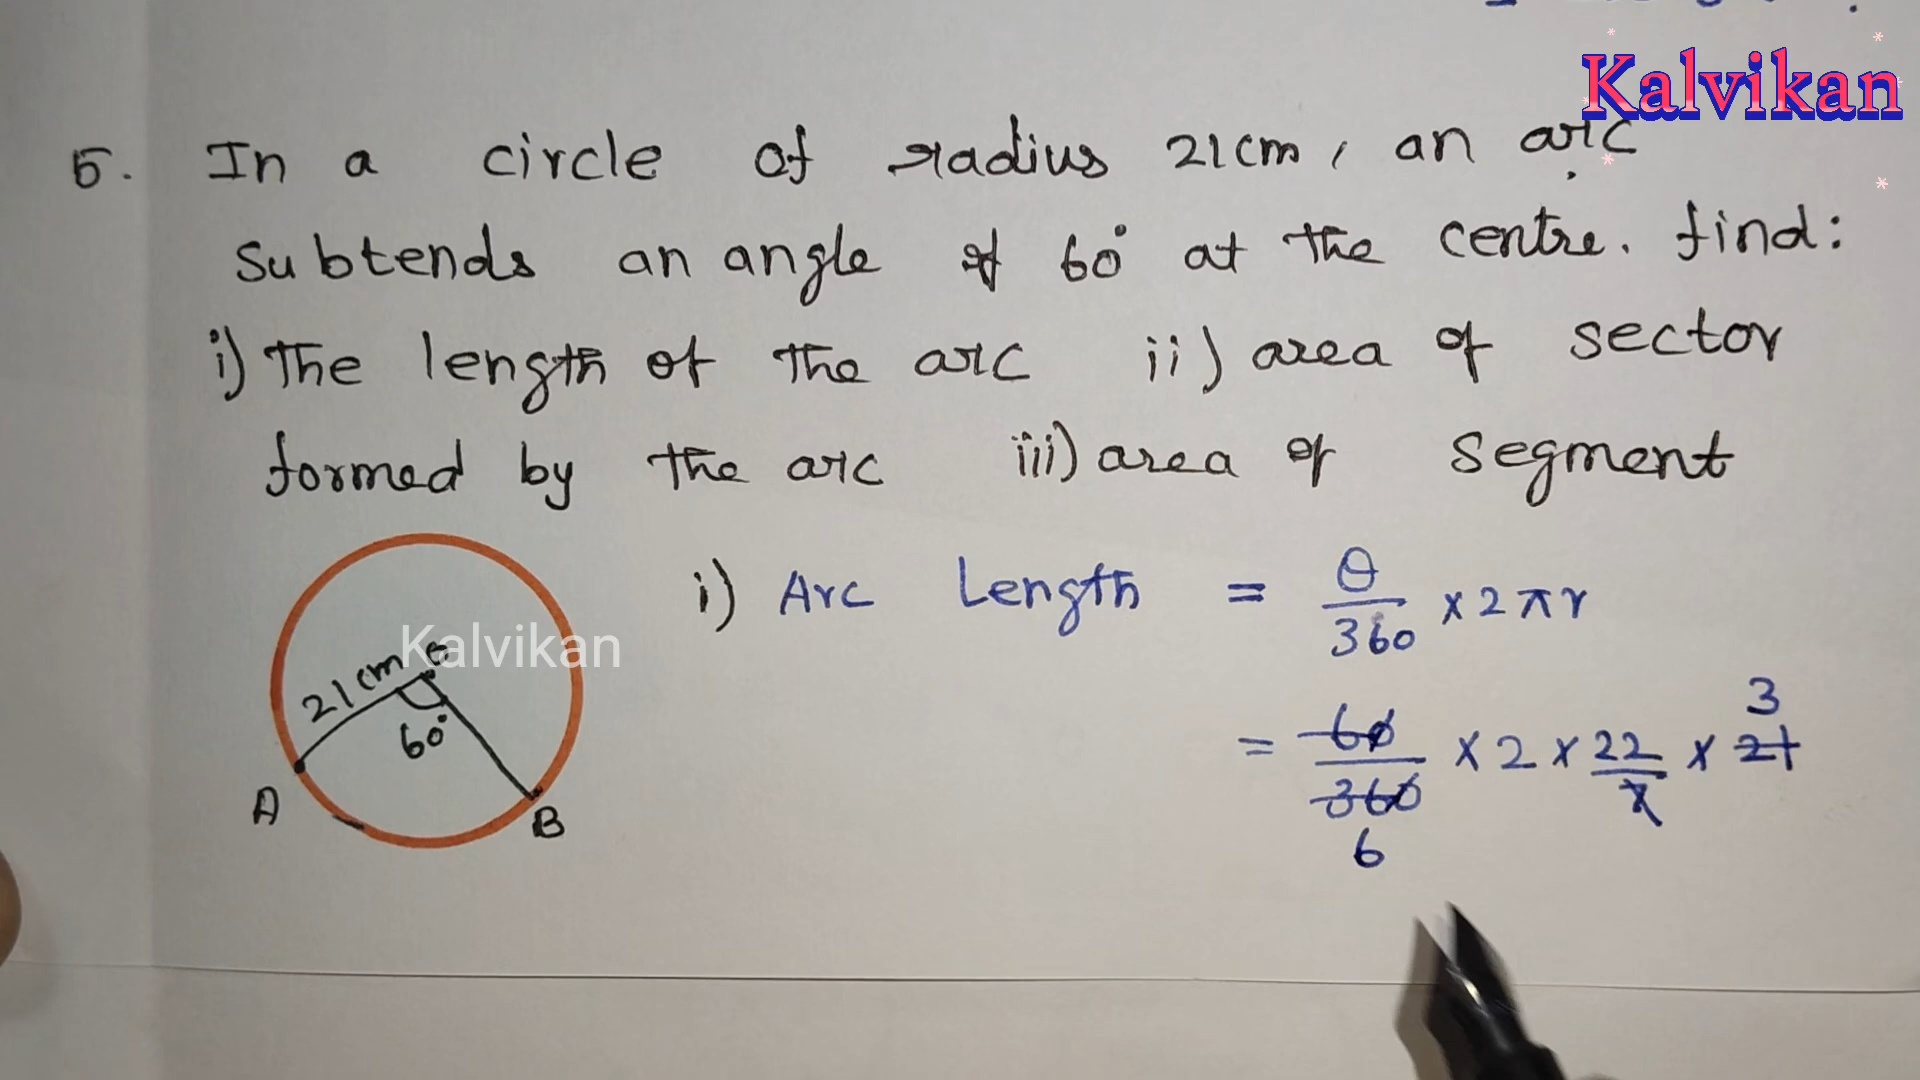 Kalvikan
5. In a circle of radius 21cm, an arc
subtends an angle of 60° at the centre. find:
i) The length of the arc ii) area of sector
formed by the arc iii) area of segment
i) Arc Length = θ/360 × 2πr
= 60/360 × 2 × 22/7 × 21
3
6
Kalvikan
21cm
60°
A
B